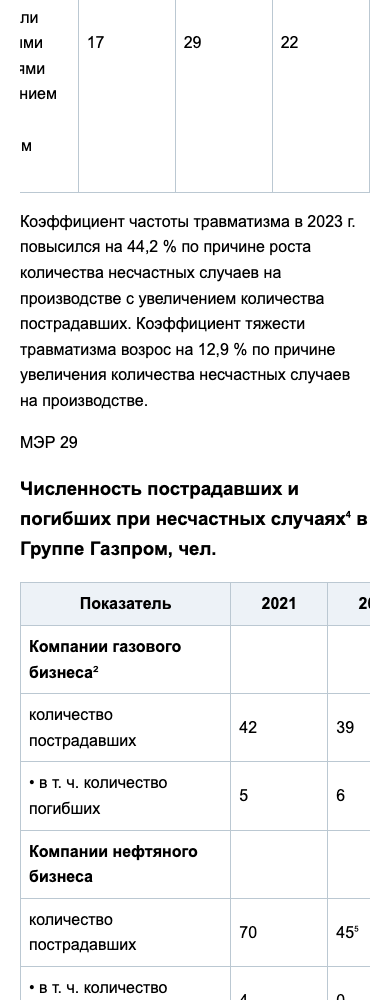 ли
17 29 22
нием
м
Коэффициент частоты травматизма в 2023 г.
повысился на 44,2 % по причине роста
количества несчастных случаев на
производстве с увеличением количества
пострадавших. Коэффициент тяжести
травматизма возрос на 12,9 % по причине
увеличения количества несчастных случаев
на производстве.
МЭР 29
Численность пострадавших и
погибших при несчастных случаях⁴ в
Группе Газпром, чел.
Показатель 2021
Компании газового
бизнеса²
количество
пострадавших
42 39
• в т. ч. количество
погибших
5 6
Компании нефтяного
бизнеса
количество
пострадавших
70 45⁵
• в т. ч. количество